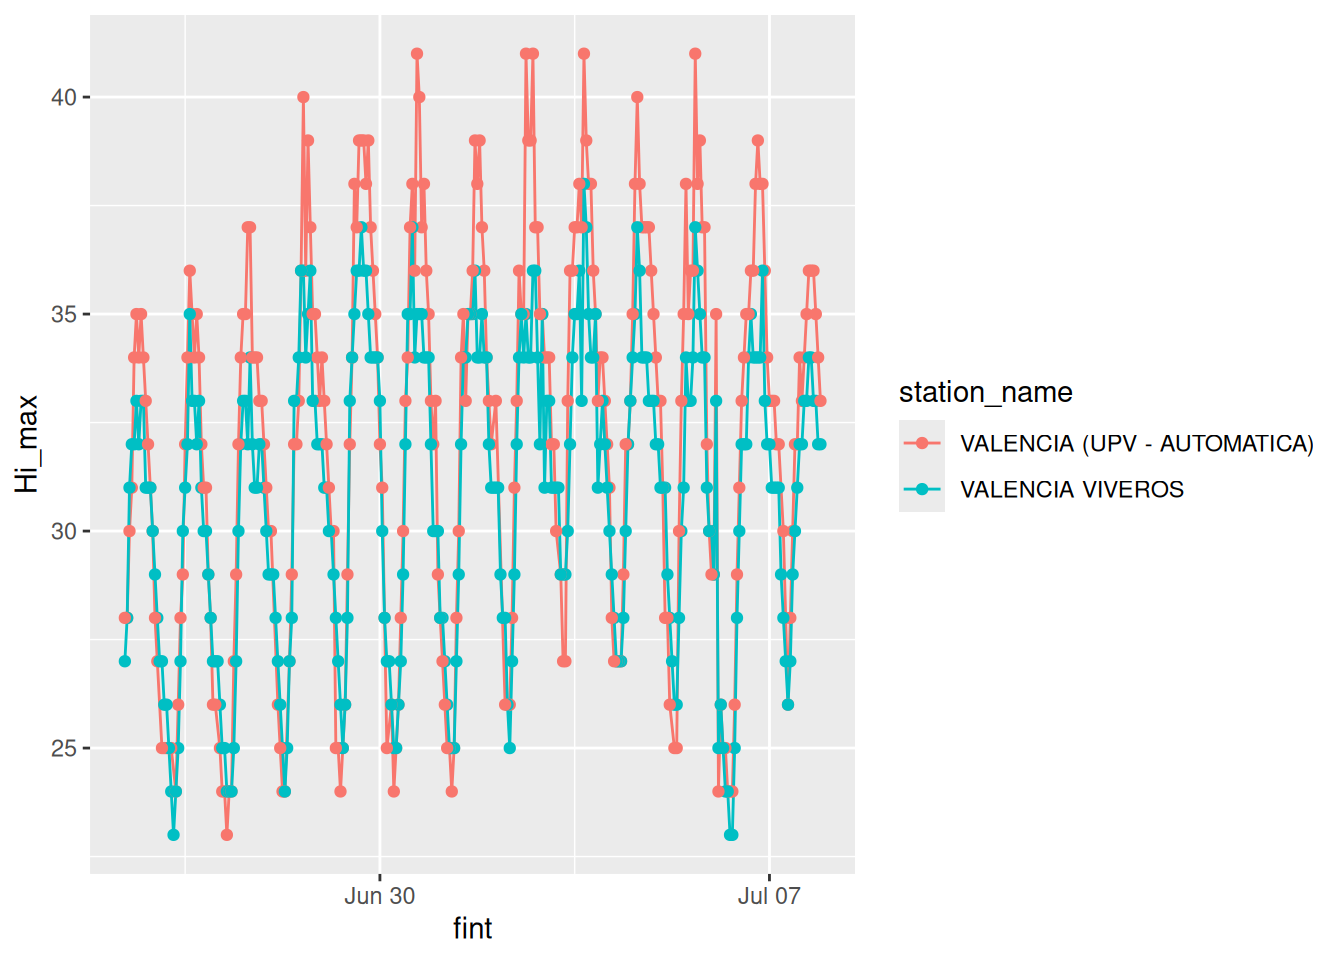 Hi_max
40
35
30
25
Jun 30
Jul 07
fint
station_name
VALENCIA (UPV - AUTOMATICA)
VALENCIA VIVEROS